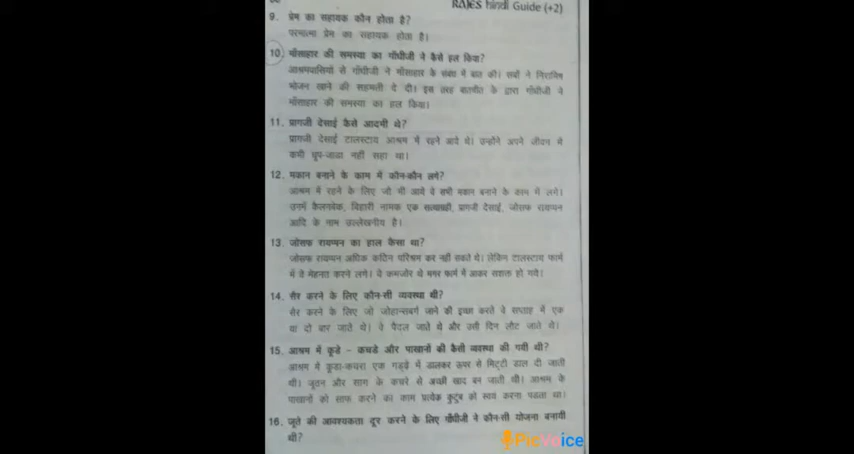 RAJES hindi Guide (+2)
9. प्रेम का सहायक कौन होता है?
परमात्मा प्रेम का सहायक होता है।
10. माँसाहार की समस्या का गाँधीजी ने कैसे हल किया?
आश्रमवासियों से गाँधीजी ने माँसाहार के संबंध में बात की। सबों ने निरामिष
भोजन खाने की सहमती दे दी। इस तरह बातचीत के द्वारा गाँधीजी ने
माँसाहार की समस्या का हल किया।
11. प्रागजी देसाई कैसे आदमी थे?
प्रागजी देसाई टालस्टाय आश्रम में रहने आये थे। उन्होंने अपने जीवन में
कभी धूप-जाडा नहीं सहा था।
12. मकान बनाने के काम में कौन-कौन लगे?
आश्रम में रहने के लिए जो भी आये वे सभी मकान बनाने के काम में लगे।
उनमें कैलनबेक, बिहारी नामक एक सत्याग्रही, प्रागजी देसाई, जोसफ रायप्पन
आदि के नाम उल्लेखनीय है।
13. जोसफ रायप्पन का हाल कैसा था?
जोसफ रायप्पन अधिक कठिन परिश्रम कर नहीं सकते थे। लेकिन टालस्टाय फार्म
में वे मेहनत करने लगे। वे कमजोर थे मगर फार्म में आकर सशक्त हो गये।
14. सैर करने के लिए कौन-सी व्यवस्था थी?
सैर करने के लिए जो जोहान्सबर्ग जाने की इच्छा करते वे सप्ताह में एक
या दो बार जाते थे। वे पैदल जाते थे और उसी दिन लौट जाते थे।
15. आश्रम में कूडे - कचडे और पाखानों की कैसी व्यवस्था की गयी थी?
आश्रम में कूडा-कचरा एक गड्ढे में डालकर ऊपर से मिट्टी डाल दी जाती
थी। जूठन और साग के कचरे से अच्छी खाद बन जाती थी। आश्रम के
पाखानों को साफ करने का काम प्रत्येक कुटुंब को स्वयं करना पडता था।
16. जूते की आवश्यकता दूर करने के लिए गाँधीजी ने कौन-सी योजना बनायी
थी?
PicVoice